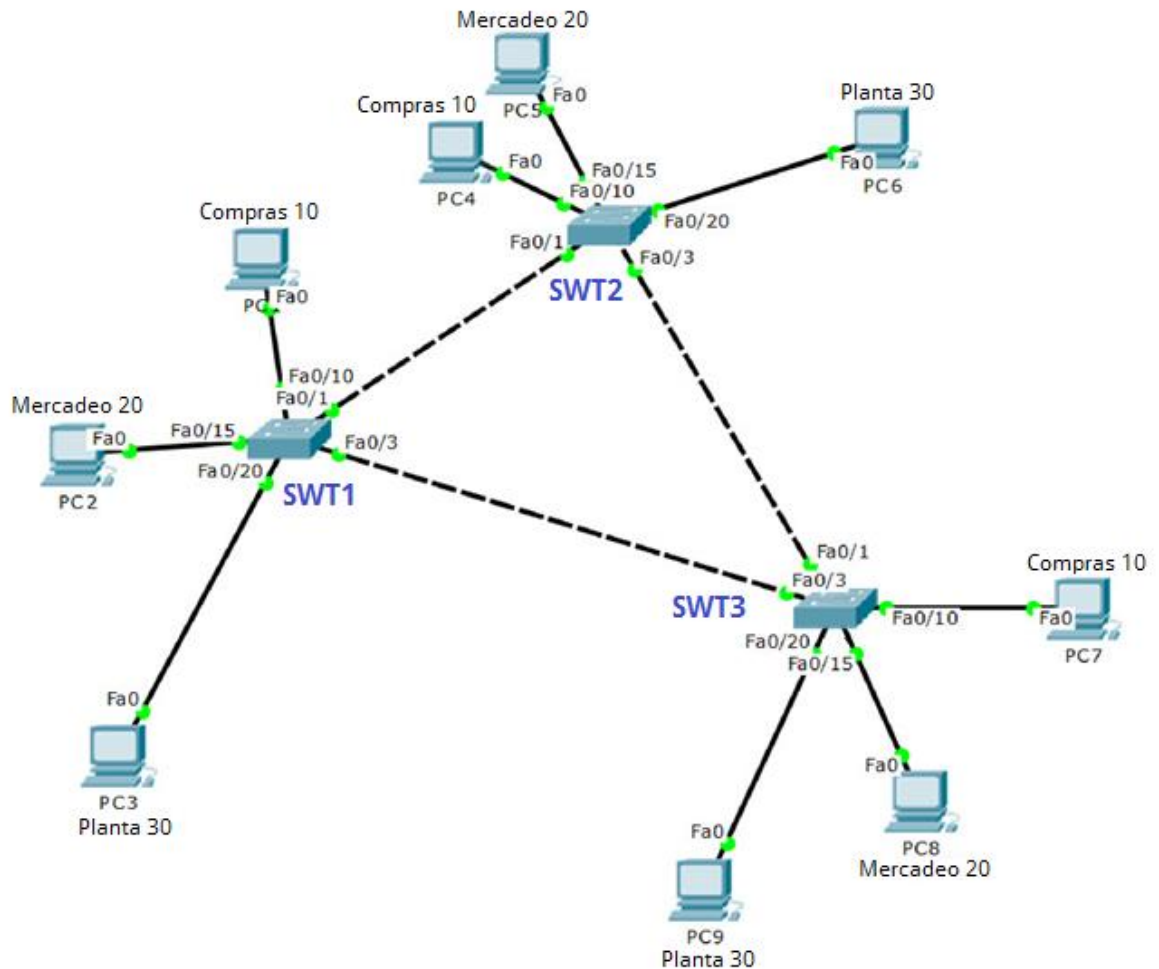 Mercadeo 20
Fa0
PC5
Compras 10
Fa0
PC4
Planta 30
Fa0
PC6
Fa0/15
Fa0/10
Fa0/20
Fa0/1
Fa0/3
SWT2
Compras 10
Fa0
Fa0/10
Fa0/1
Mercadeo 20
Fa0
PC2
Fa0/15
Fa0/3
Fa0/20
SWT1
Fa0
PC3
Planta 30
Fa0/1
Fa0/3
SWT3
Fa0/10
Fa0/20
Fa0/15
Compras 10
Fa0
PC7
Fa0
PC8
Mercadeo 20
Fa0
PC9
Planta 30